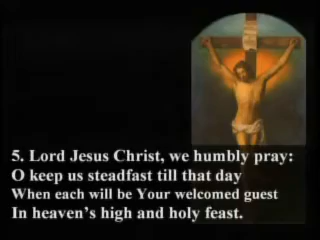 5. Lord Jesus Christ, we humbly pray:
O keep us steadfast till that day
When each will be Your welcomed guest
In heaven's high and holy feast.